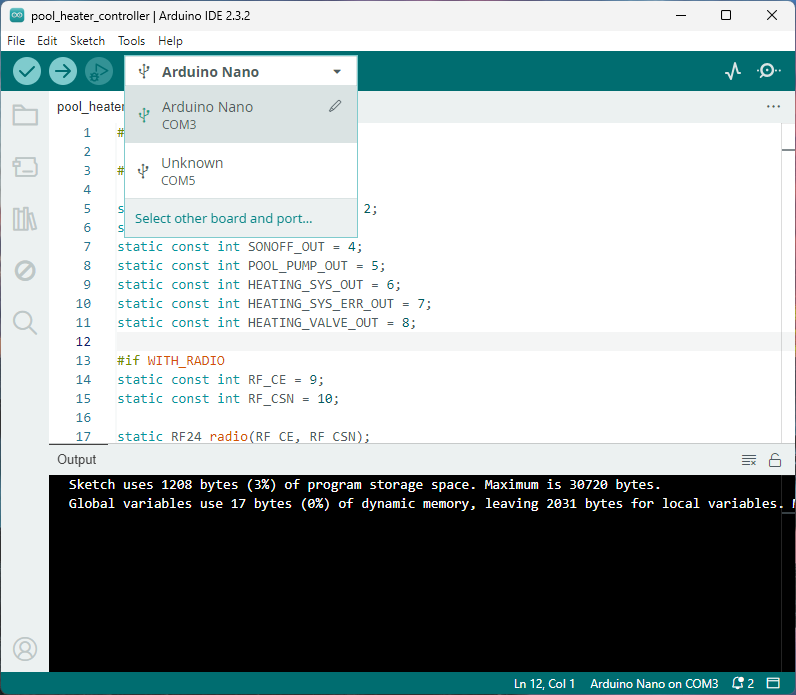 pool_heater_controller | Arduino IDE 2.3.2
File Edit Sketch Tools Help
Arduino Nano
pool_heater
Arduino Nano
COM3
Unknown
COM5
Select other board and port...
1 #
2
3 #
4
5 s 2;
6 s
7 static const int SONOFF_OUT = 4;
8 static const int POOL_PUMP_OUT = 5;
9 static const int HEATING_SYS_OUT = 6;
10 static const int HEATING_SYS_ERR_OUT = 7;
11 static const int HEATING_VALVE_OUT = 8;
12
13 #if WITH_RADIO
14 static const int RF_CE = 9;
15 static const int RF_CSN = 10;
16
17 static RF24 radio(RF_CE, RF_CSN);
Output
Sketch uses 1208 bytes (3%) of program storage space. Maximum is 30720 bytes.
Global variables use 17 bytes (0%) of dynamic memory, leaving 2031 bytes for local variables.
Ln 12, Col 1 Arduino Nano on COM3 2